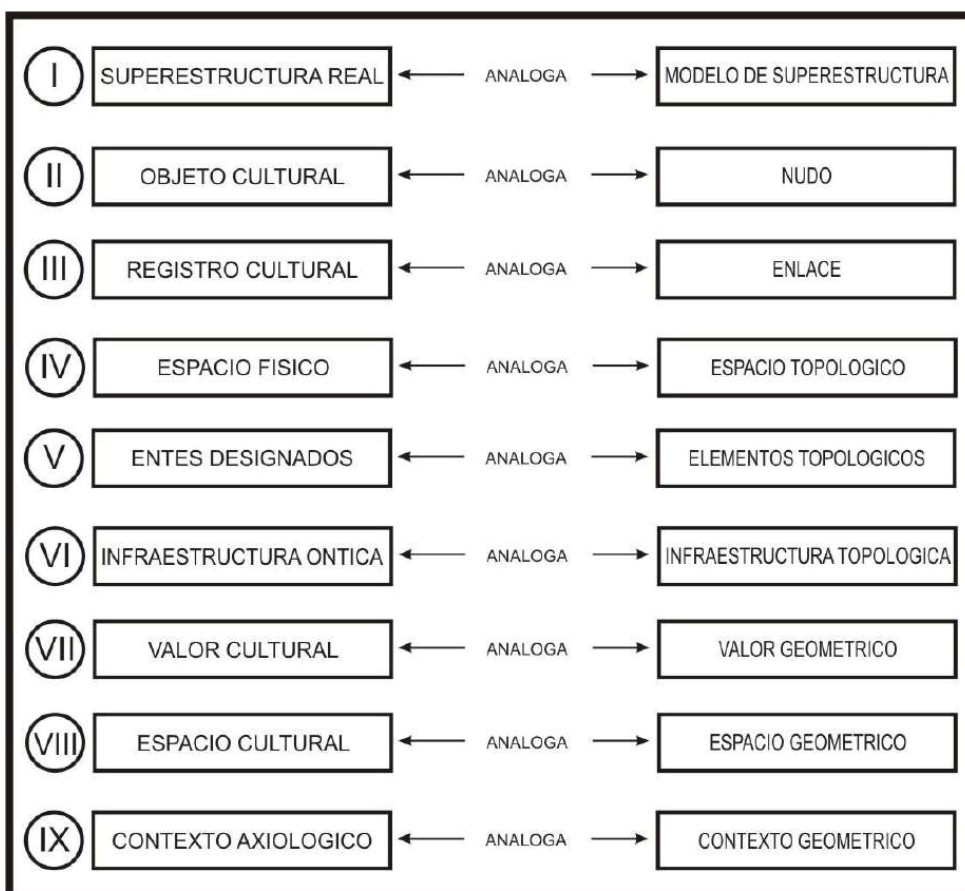 I SUPERESTRUCTURA REAL ANALOGA MODELO DE SUPERESTRUCTURA
II OBJETO CULTURAL ANALOGA NUDO
III REGISTRO CULTURAL ANALOGA ENLACE
IV ESPACIO FISICO ANALOGA ESPACIO TOPOLOGICO
V ENTES DESIGNADOS ANALOGA ELEMENTOS TOPOLOGICOS
VI INFRAESTRUCTURA ONTICA ANALOGA INFRAESTRUCTURA TOPOLOGICA
VII VALOR CULTURAL ANALOGA VALOR GEOMETRICO
VIII ESPACIO CULTURAL ANALOGA ESPACIO GEOMETRICO
IX CONTEXTO AXIOLOGICO ANALOGA CONTEXTO GEOMETRICO